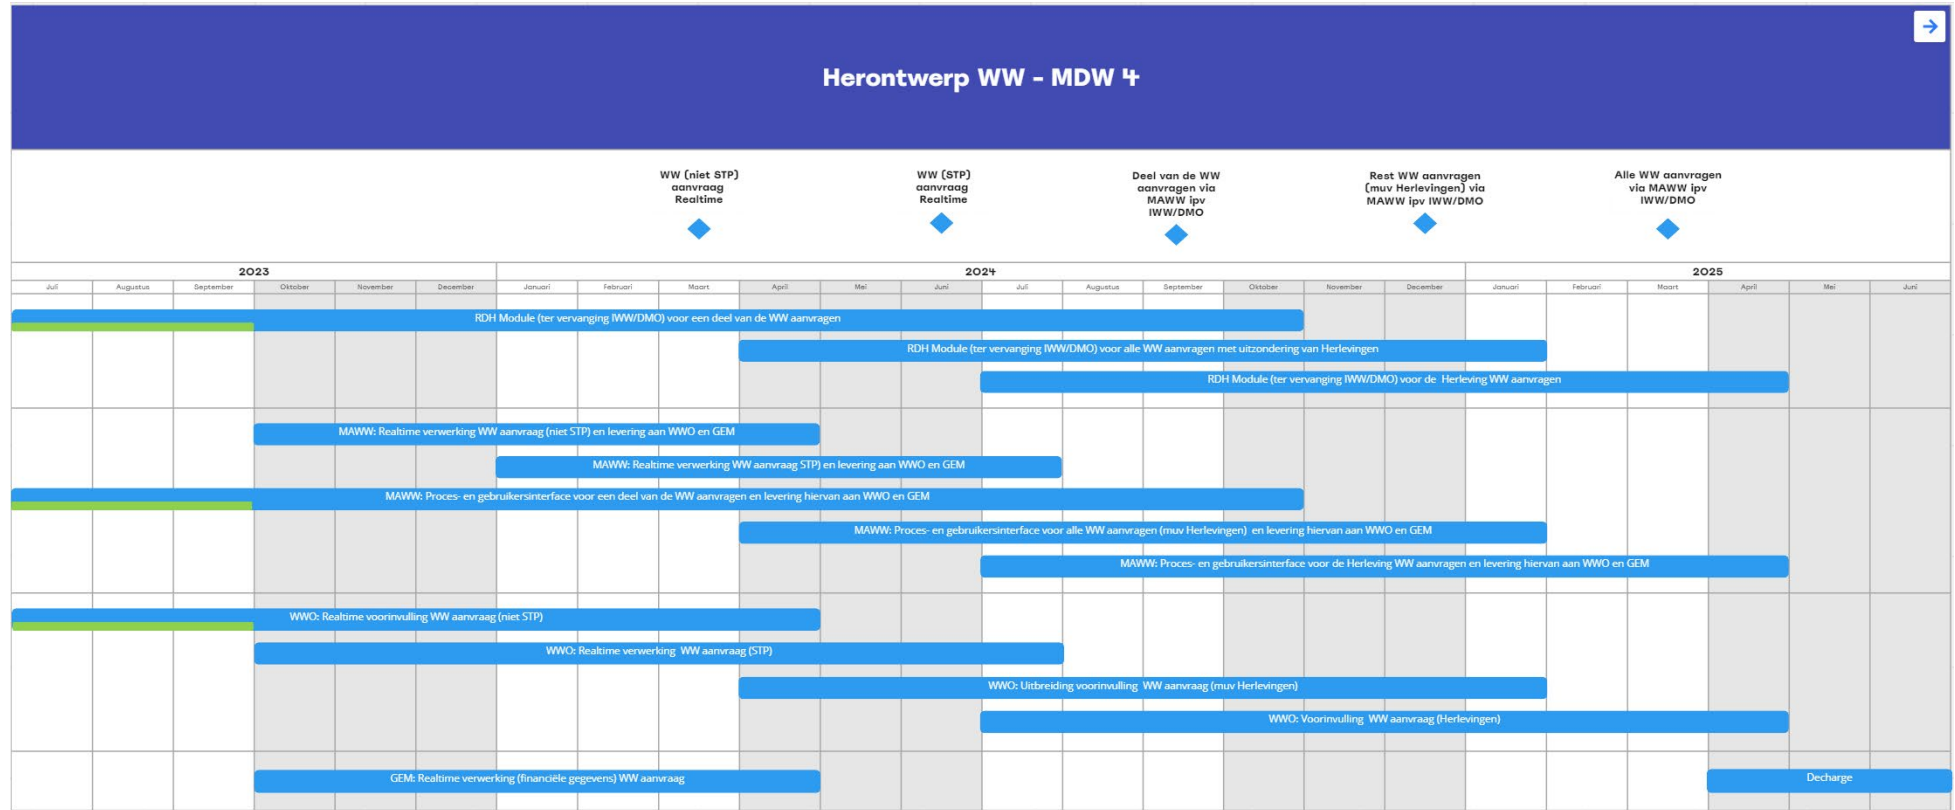 Herontwerp WW - MDW 4
WW (niet STP)
aanvraag
Realtime
WW (STP)
aanvraag
Realtime
Deel van de WW
aanvragen via
MAWW ipv
IWW/DMO
Rest WW aanvragen
(muv Herlevingen) via
MAWW ipv IWW/DMO
Alle WW aanvragen
via MAWW ipv
IWW/DMO
2023 2024 2025
Juli Augustus September Oktober November December Januari Februari Maart April Mei Juni Juli Augustus September Oktober November December Januari Februari Maart April Mei Juni
RDH Module (ter vervanging IWW/DMO) voor een deel van de WW aanvragen
RDH Module (ter vervanging IWW/DMO) voor alle WW aanvragen met uitzondering van Herlevingen
RDH Module (ter vervanging IWW/DMO) voor de Herleving WW aanvragen
MAWW: Realtime verwerking WW aanvraag (niet STP) en levering aan WWO en GEM
MAWW: Realtime verwerking WW aanvraag STP) en levering aan WWO en GEM
MAWW: Proces- en gebruikersinterface voor een deel van de WW aanvragen en levering hiervan aan WWO en GEM
MAWW: Proces- en gebruikersinterface voor alle WW aanvragen (muv Herlevingen) en levering hiervan aan WWO en GEM
MAWW: Proces- en gebruikersinterface voor de Herleving WW aanvragen en levering hiervan aan WWO en GEM
WWO: Realtime voorinvulling WW aanvraag (niet STP)
WWO: Realtime verwerking WW aanvraag (STP)
WWO: Uitbreiding voorinvulling WW aanvraag (muv Herlevingen)
WWO: Voorinvulling WW aanvraag (Herlevingen)
GEM: Realtime verwerking (financiële gegevens) WW aanvraag
Decharge